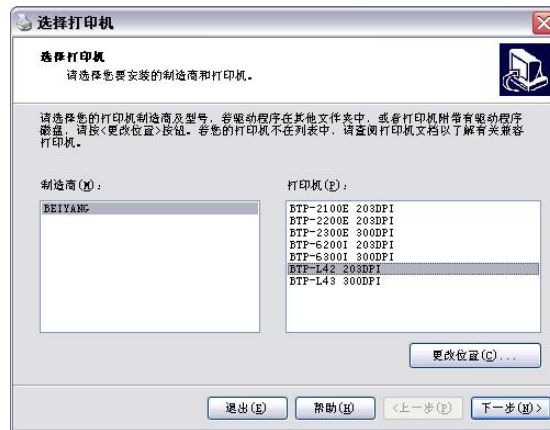 选择打印机
选择打印机
请选择您要安装的制造商和打印机。
请选择您的打印机制造商及型号，若驱动程序在其他文件夹中，或者打印机附带有驱动程序
磁盘，请按<更改位置>按钮。若您的打印机不在列表中，请查阅打印机文档以了解有关兼容
打印机。
制造商(M)：
打印机(P)：
BEIYANG
BTP-2100E 203DPI
BTP-2200E 203DPI
BTP-2300E 300DPI
BTP-6200I 203DPI
BTP-6300I 300DPI
BTP-L42 203DPI
BTP-L43 300DPI
更改位置(C)...
退出(E)
帮助(H)
<上一步(P)
下一步(N)>